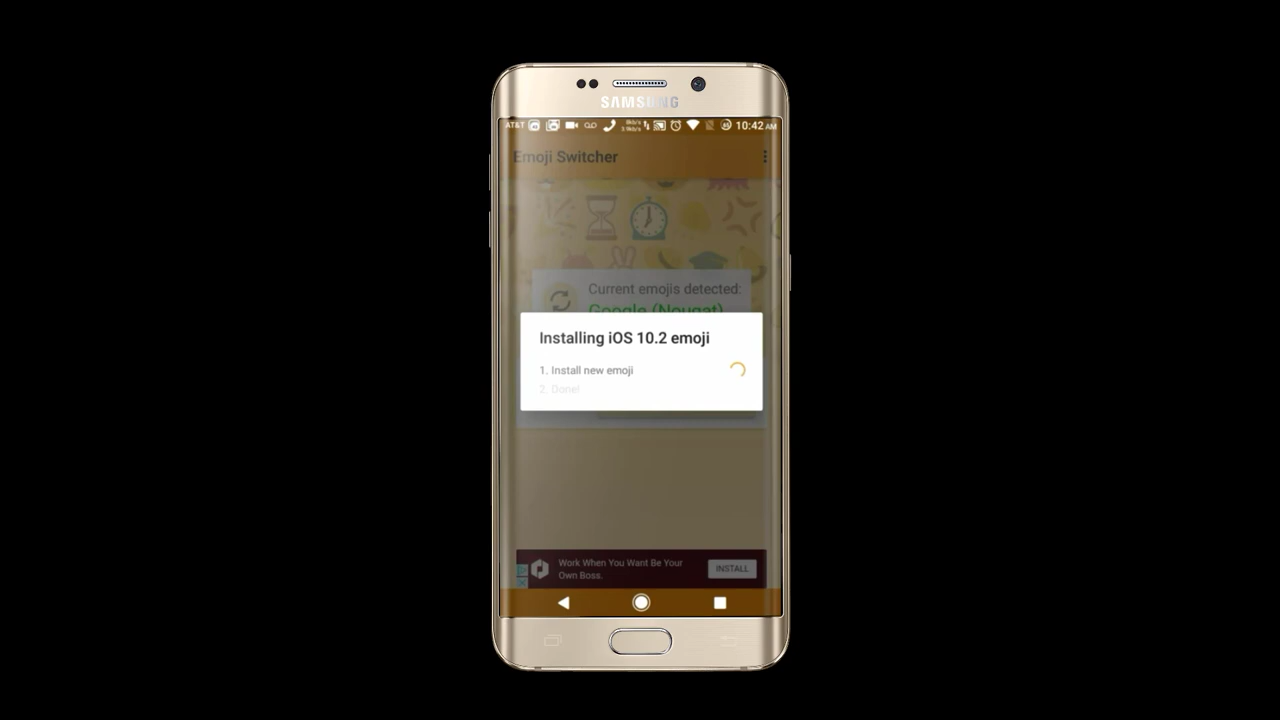 SAMSUNG
AT&T 10:42 AM
Emoji Switcher
Current emojis detected:
Google (Nougat)
Installing iOS 10.2 emoji
1. Install new emoji
2. Done!
Work When You Want Be Your
Own Boss.
INSTALL